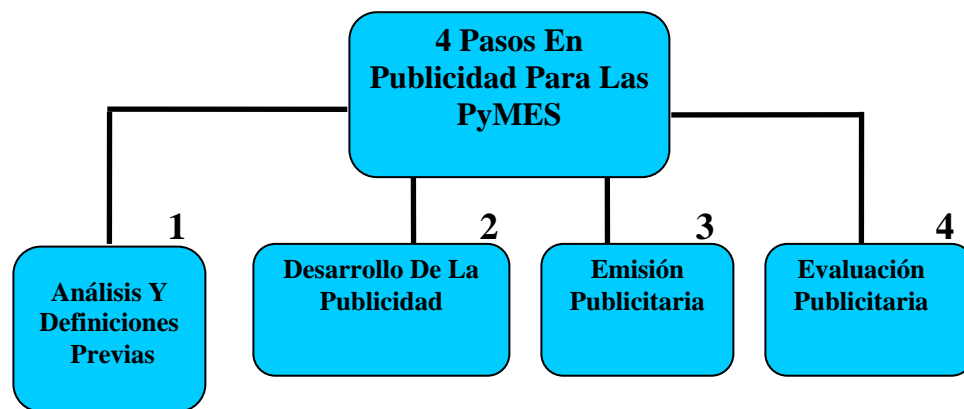 4 Pasos En
Publicidad Para Las
PyMES
1
Análisis Y
Definiciones
Previas
2
Desarrollo De La
Publicidad
3
Emisión
Publicitaria
4
Evaluación
Publicitaria